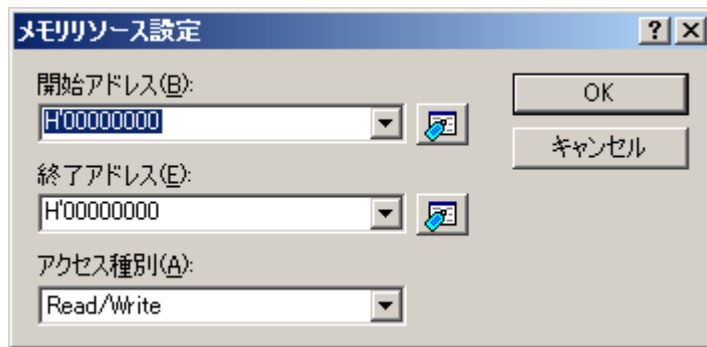 メモリリソース設定
開始アドレス(B):
H'00000000
終了アドレス(E):
H'00000000
アクセス種別(A):
Read/Write
OK
キャンセル